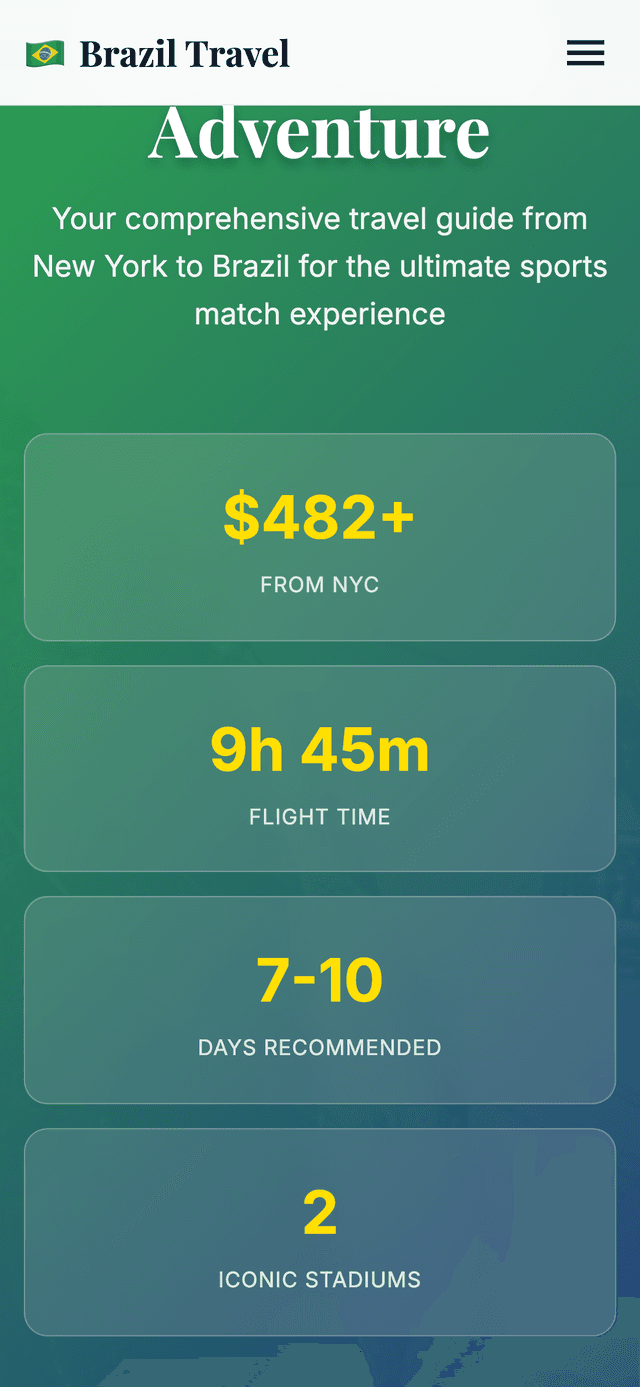 Brazil Travel
Adventure
Your comprehensive travel guide from
New York to Brazil for the ultimate sports
match experience
$482+
FROM NYC
9h 45m
FLIGHT TIME
7-10
DAYS RECOMMENDED
2
ICONIC STADIUMS